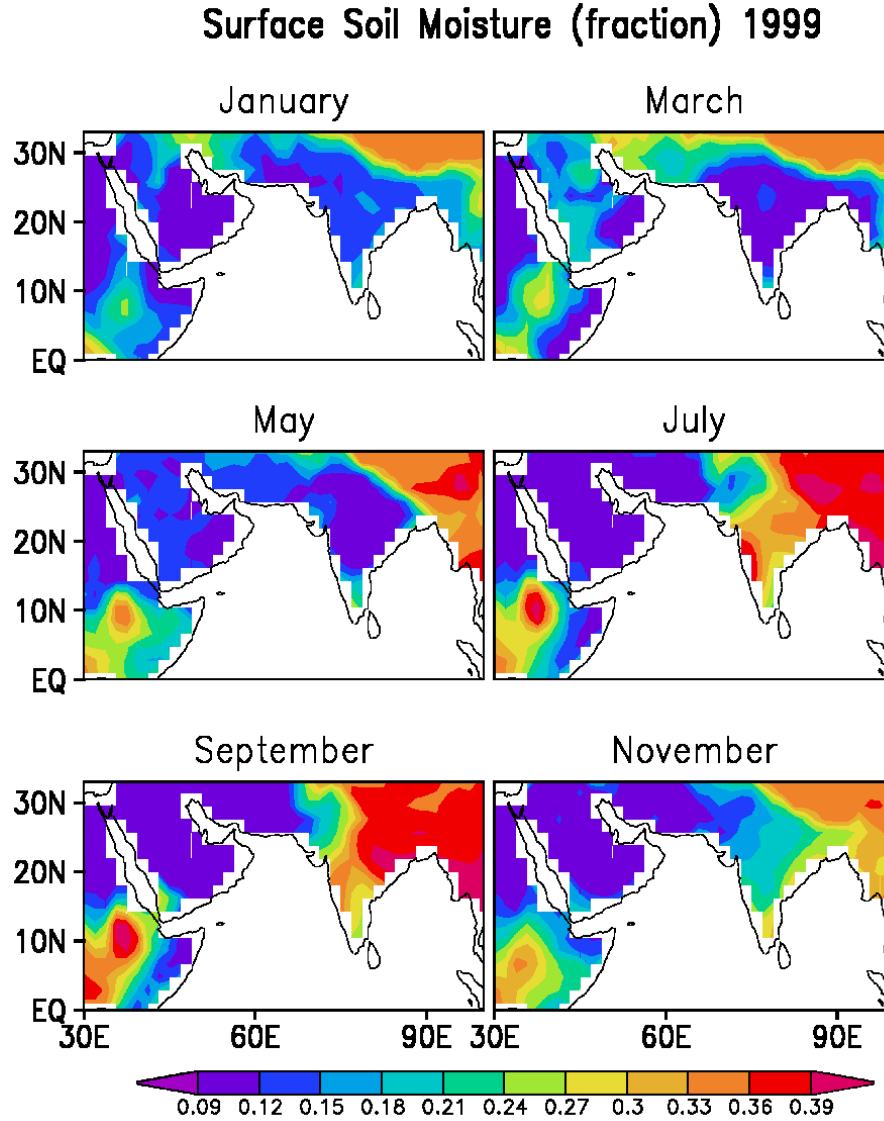 Surface Soil Moisture (fraction) 1999
January
March
30N
20N
10N
EQ
May
July
30N
20N
10N
EQ
September
November
30N
20N
10N
EQ
30E 60E 90E 30E 60E 90E
0.09 0.12 0.15 0.18 0.21 0.24 0.27 0.3 0.33 0.36 0.39